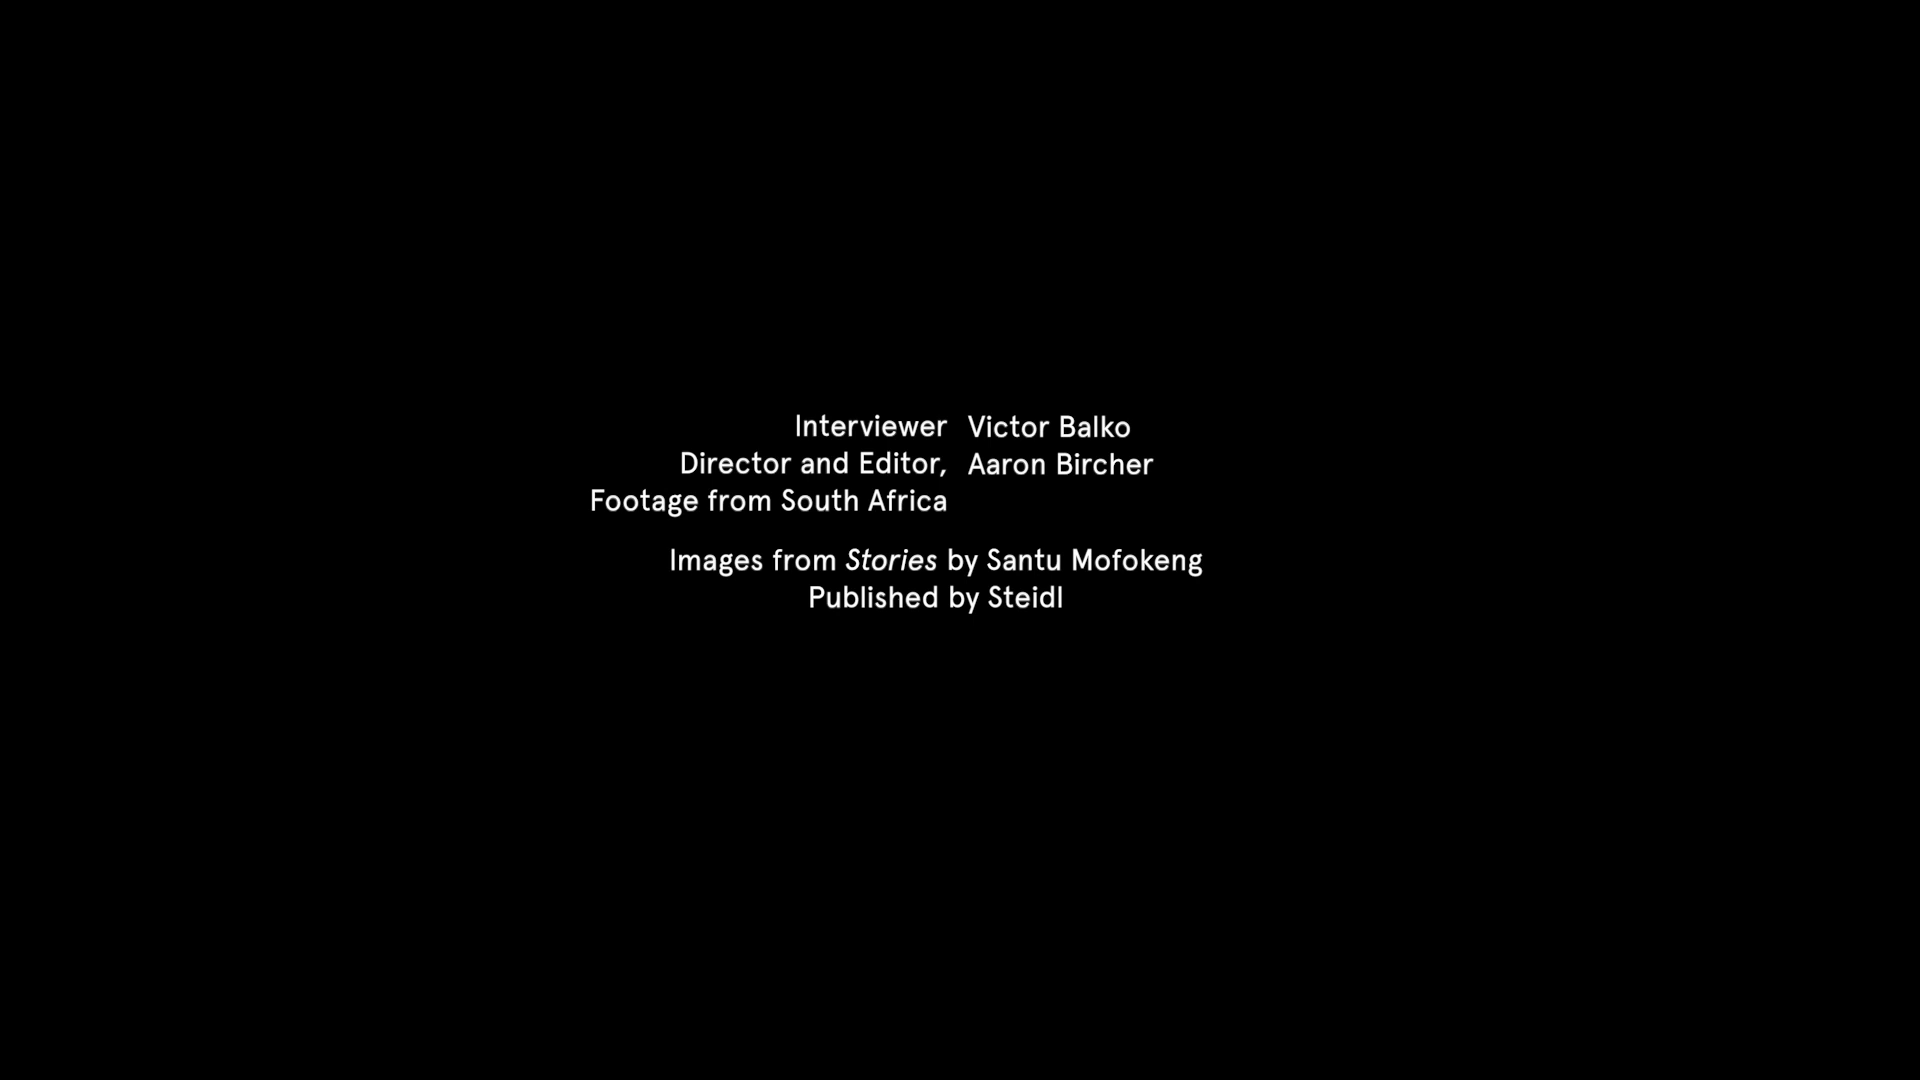 Interviewer Victor Balko
Director and Editor, Aaron Bircher
Footage from South Africa
Images from Stories by Santu Mofokeng
Published by Steidl